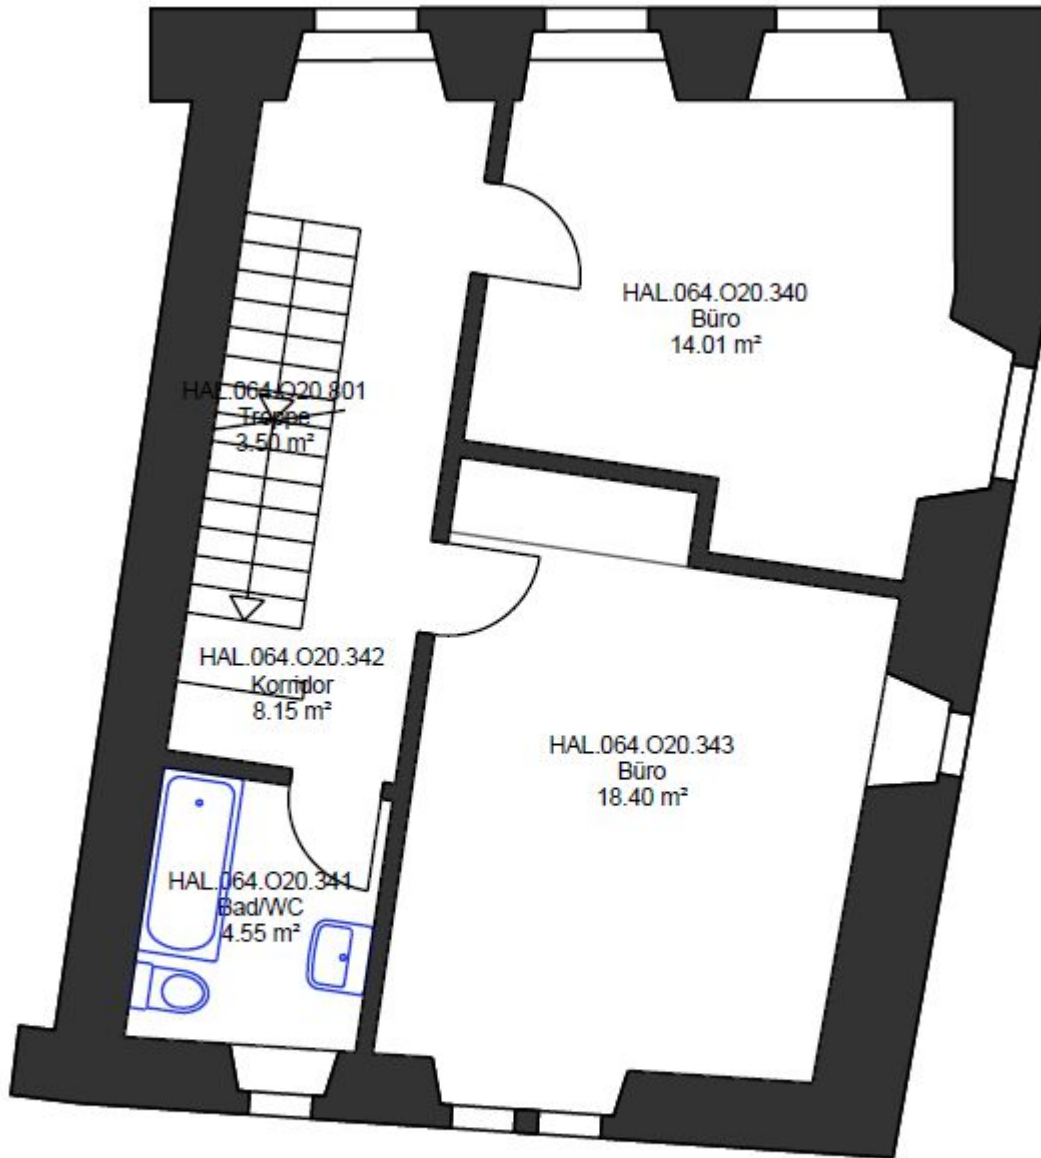 HAL.064.O20.340
Büro
14.01 m²
HAL.064.O20.801
Treppe
3.50 m²
HAL.064.O20.342
Korridor
8.15 m²
HAL.064.O20.343
Büro
18.40 m²
HAL.064.O20.341
Bad/WC
4.55 m²